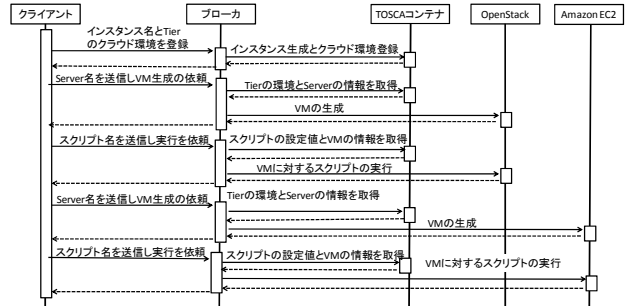 クライアント
ブローカ
TOSCAコンテナ
OpenStack
Amazon EC2
インスタンス名とTier
のクラウド環境を登録
インスタンス生成とクラウド環境登録
Server名を送信しVM生成の依頼
Tierの環境とServerの情報を取得
VMの生成
スクリプト名を送信し実行を依頼
スクリプトの設定値とVMの情報を取得
VMに対するスクリプトの実行
Server名を送信しVM生成の依頼
Tierの環境とServerの情報を取得
VMの生成
スクリプト名を送信し実行を依頼
スクリプトの設定値とVMの情報を取得
VMに対するスクリプトの実行